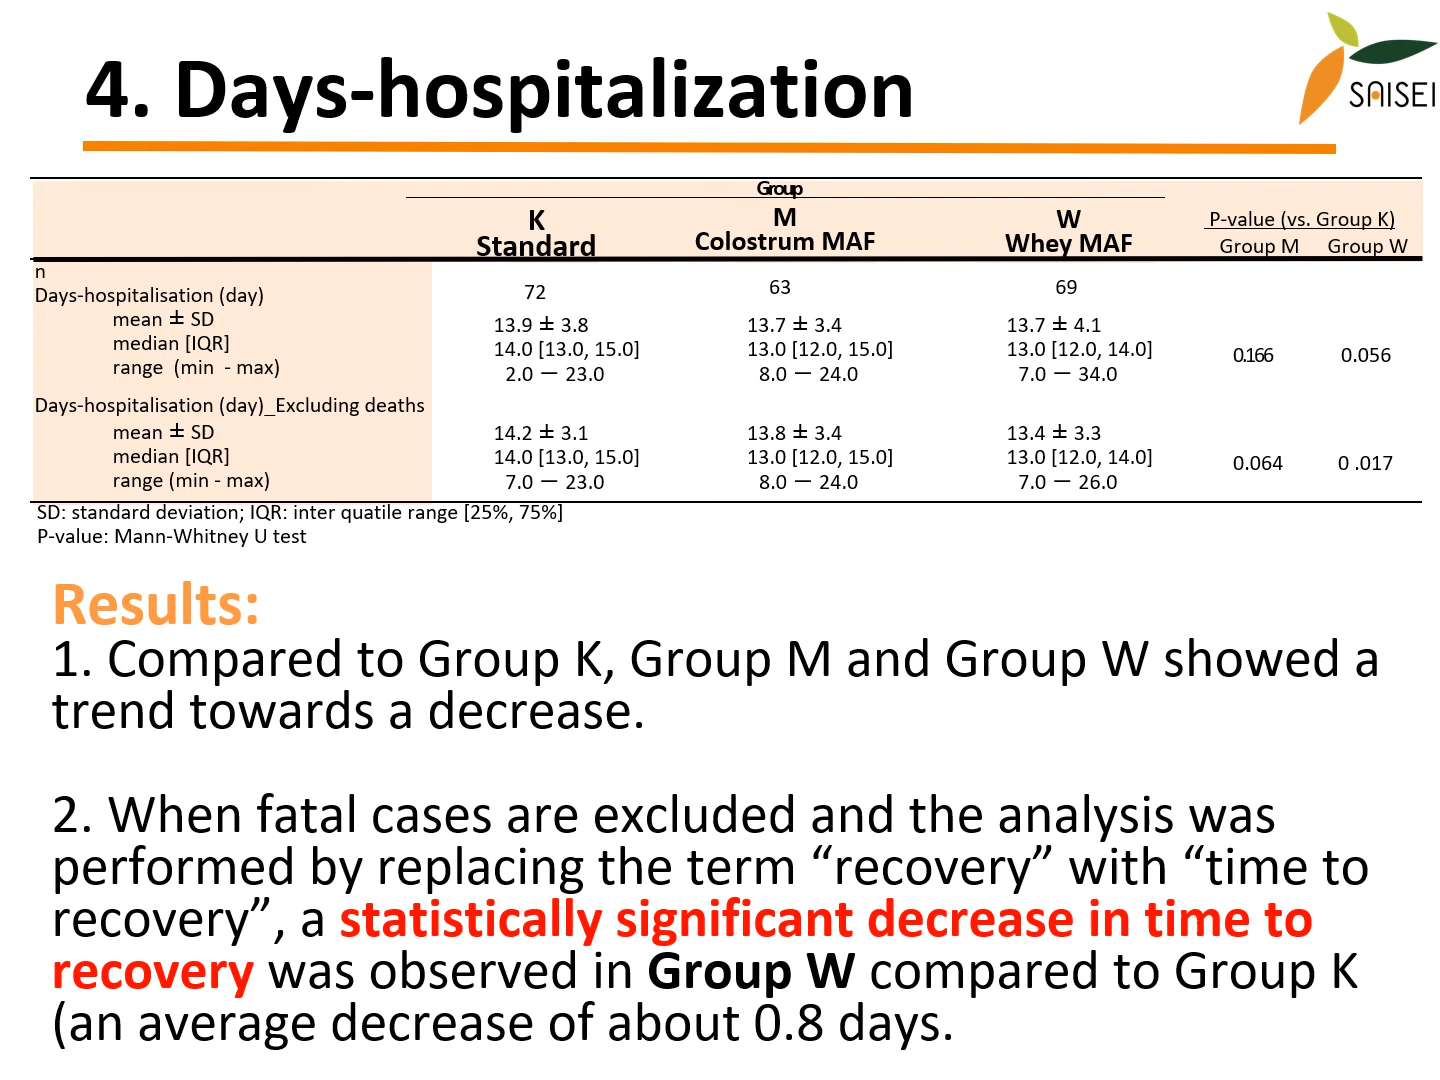 4. Days-hospitalization
SAISEI
Group
K M W P-value (vs. Group K)
Standard Colostrum MAF Whey MAF Group M Group W
n 72 63 69
Days-hospitalisation (day)
mean ± SD 13.9 ± 3.8 13.7 ± 3.4 13.7 ± 4.1
median [IQR] 14.0 [13.0, 15.0] 13.0 [12.0, 15.0] 13.0 [12.0, 14.0] 0.166 0.056
range (min - max) 2.0 － 23.0 8.0 － 24.0 7.0 － 34.0
Days-hospitalisation (day)_Excluding deaths
mean ± SD 14.2 ± 3.1 13.8 ± 3.4 13.4 ± 3.3
median [IQR] 14.0 [13.0, 15.0] 13.0 [12.0, 15.0] 13.0 [12.0, 14.0] 0.064 0 .017
range (min - max) 7.0 － 23.0 8.0 － 24.0 7.0 － 26.0
SD: standard deviation; IQR: inter quatile range [25%, 75%]
P-value: Mann-Whitney U test
Results:
1. Compared to Group K, Group M and Group W showed a
trend towards a decrease.
2. When fatal cases are excluded and the analysis was
performed by replacing the term “recovery” with “time to
recovery”, a statistically significant decrease in time to
recovery was observed in Group W compared to Group K
(an average decrease of about 0.8 days.